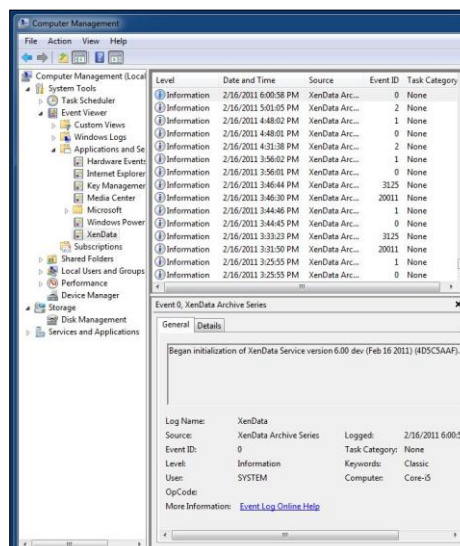 Computer Management
File Action View Help
Computer Management (Local
System Tools
Task Scheduler
Event Viewer
Custom Views
Windows Logs
Applications and Se
Hardware Events
Internet Explorer
Key Managemer
Media Center
Microsoft
Windows Power
XenData
Subscriptions
Shared Folders
Local Users and Groups
Performance
Device Manager
Storage
Disk Management
Services and Applications
Level Date and Time Source Event ID Task Category
Information 2/16/2011 6:00:58 PM XenData Arc... 0 None
Information 2/16/2011 5:01:05 PM XenData Arc... 2 None
Information 2/16/2011 4:48:02 PM XenData Arc... 1 None
Information 2/16/2011 4:48:01 PM XenData Arc... 0 None
Information 2/16/2011 4:31:38 PM XenData Arc... 2 None
Information 2/16/2011 3:56:02 PM XenData Arc... 1 None
Information 2/16/2011 3:56:01 PM XenData Arc... 0 None
Information 2/16/2011 3:46:44 PM XenData Arc... 3125 None
Information 2/16/2011 3:46:30 PM XenData Arc... 20011 None
Information 2/16/2011 3:44:46 PM XenData Arc... 1 None
Information 2/16/2011 3:44:45 PM XenData Arc... 0 None
Information 2/16/2011 3:33:23 PM XenData Arc... 3125 None
Information 2/16/2011 3:31:50 PM XenData Arc... 20011 None
Information 2/16/2011 3:25:55 PM XenData Arc... 1 None
Information 2/16/2011 3:25:55 PM XenData Arc... 0 None
Event 0, XenData Archive Series
General Details
Began initialization of XenData Service version 6.00 dev (Feb 16 2011) (4D5C5AAF).
Log Name: XenData
Source: XenData Archive Series Logged: 2/16/2011 6:00:5
Event ID: 0 Task Category: None
Level: Information Keywords: Classic
User: SYSTEM Computer: Core-i5
OpCode:
More Information: Event Log Online Help